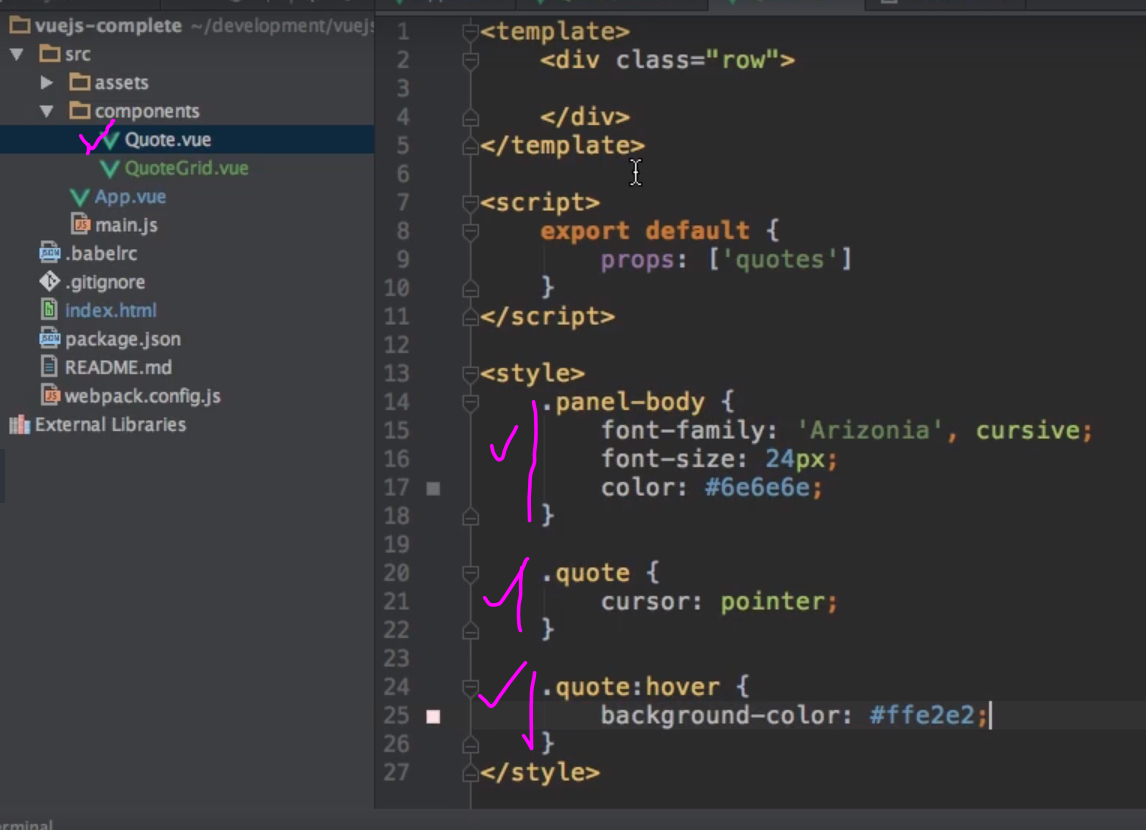 vuejs-complete ~/development/vuejs
src
assets
components
Quote.vue
QuoteGrid.vue
App.vue
main.js
.babelrc
.gitignore
index.html
package.json
README.md
webpack.config.js
External Libraries
1 <template>
2 <div class="row">
3
4 </div>
5 </template>
6
7 <script>
8 export default {
9 props: ['quotes']
10 }
11 </script>
12
13 <style>
14 .panel-body {
15 font-family: 'Arizonia', cursive;
16 font-size: 24px;
17 color: #6e6e6e;
18 }
19
20 .quote {
21 cursor: pointer;
22 }
23
24 .quote:hover {
25 background-color: #ffe2e2;
26 }
27 </style>